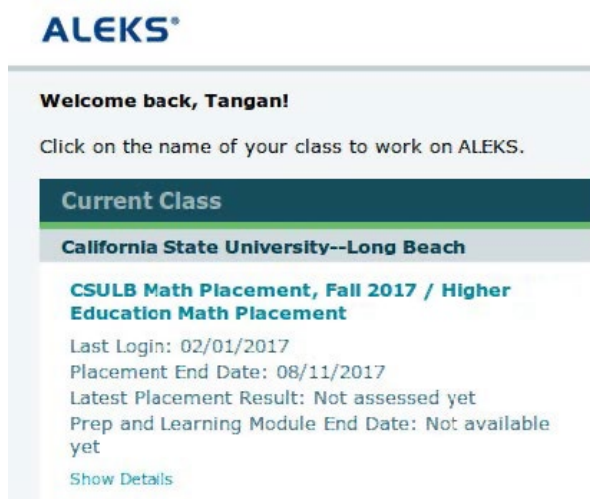 ALEKS®
Welcome back, Tangan!
Click on the name of your class to work on ALEKS.
Current Class
California State University--Long Beach
CSULB Math Placement, Fall 2017 / Higher
Education Math Placement
Last Login: 02/01/2017
Placement End Date: 08/11/2017
Latest Placement Result: Not assessed yet
Prep and Learning Module End Date: Not available
yet
Show Details